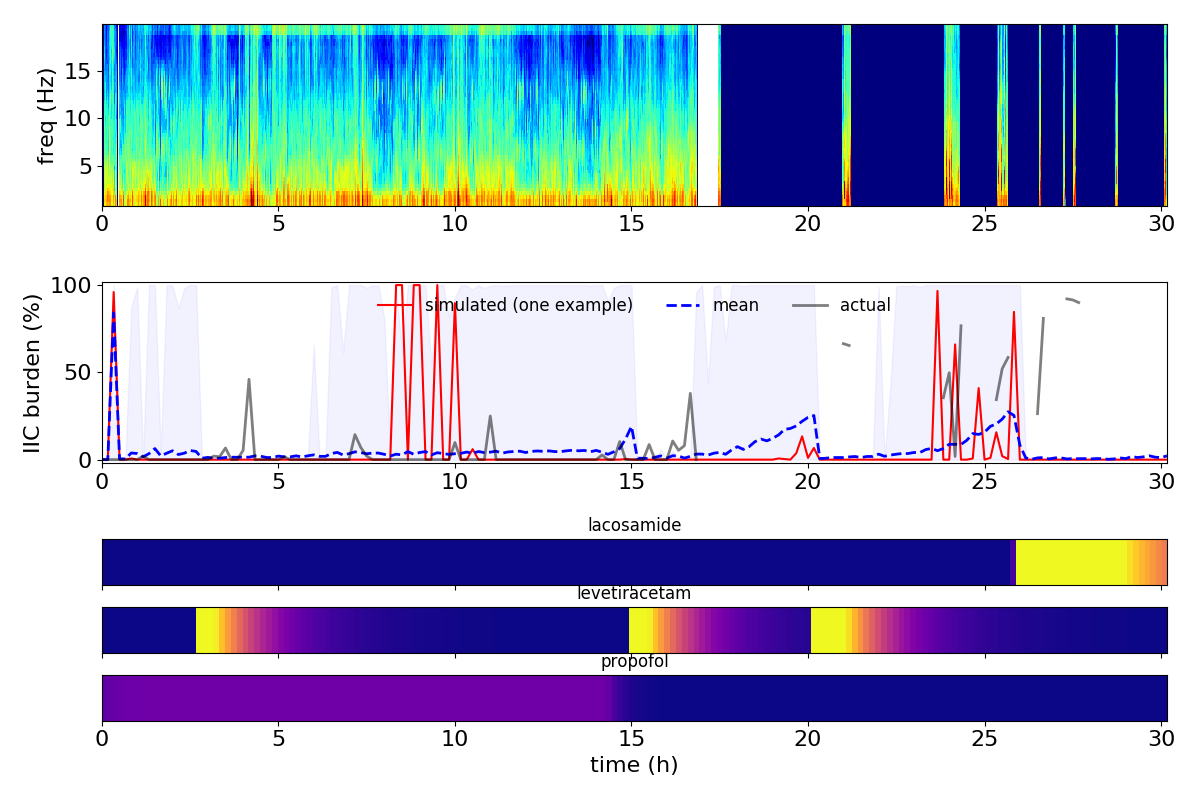 freq (Hz)
15
10
5
0 5 10 15 20 25 30
IIC burden (%)
100
50
0
simulated (one example) mean actual
0 5 10 15 20 25 30
lacosamide
levetiracetam
propofol
0 5 10 15 20 25 30
time (h)